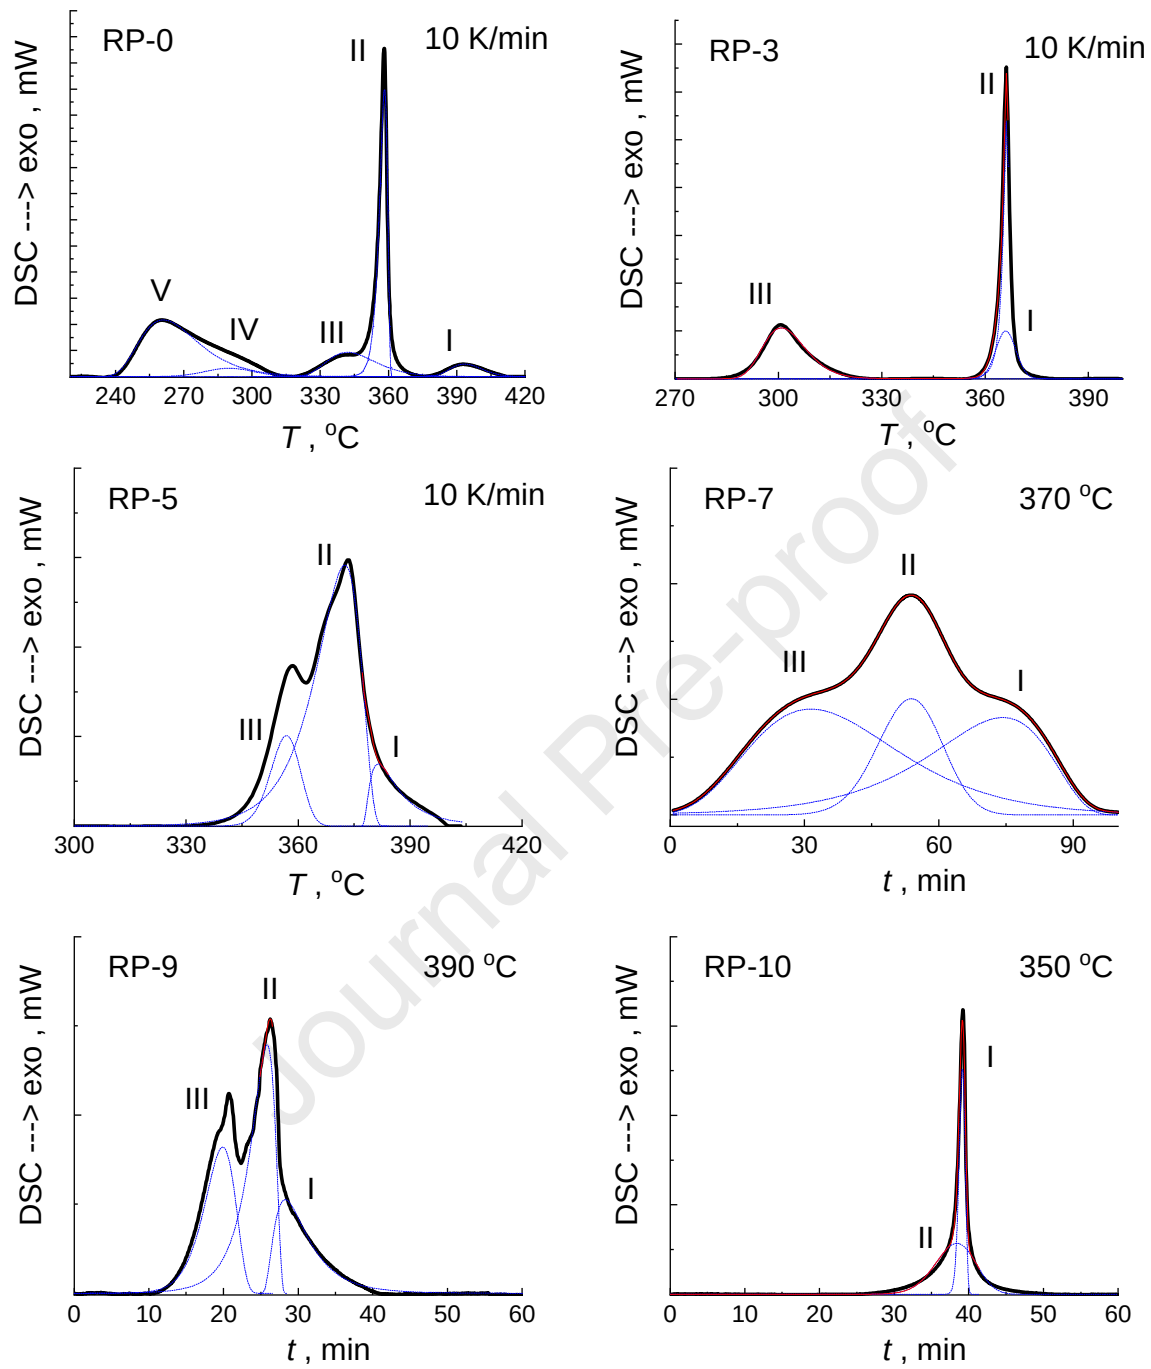 RP-0
II
10 K/min
V
IV
III
I
DSC ---> exo , mW
240 270 300 330 360 390 420
T , °C
RP-3
10 K/min
II
III
I
DSC ---> exo , mW
270 300 330 360 390
T , °C
RP-5
10 K/min
II
III
I
DSC ---> exo , mW
300 330 360 390 420
T , °C
RP-7
370 °C
II
III
I
DSC ---> exo , mW
0 30 60 90
t , min
RP-9
390 °C
II
III
I
DSC ---> exo , mW
0 10 20 30 40 50 60
t , min
RP-10
350 °C
I
II
DSC ---> exo , mW
0 10 20 30 40 50 60
t , min
Journal Pre-proof